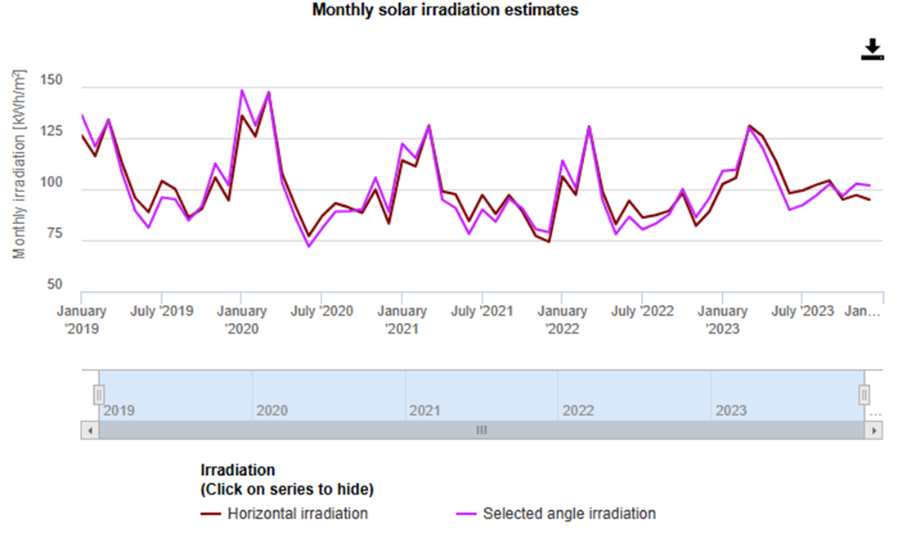 Monthly solar irradiation estimates
Monthly irradiation [kWh/m²]
150
125
100
75
50
January '2019
July '2019
January '2020
July '2020
January '2021
July '2021
January '2022
July '2022
January '2023
July '2023
Jan...
2019
2020
2021
2022
2023
...
Irradiation
(Click on series to hide)
Horizontal irradiation
Selected angle irradiation